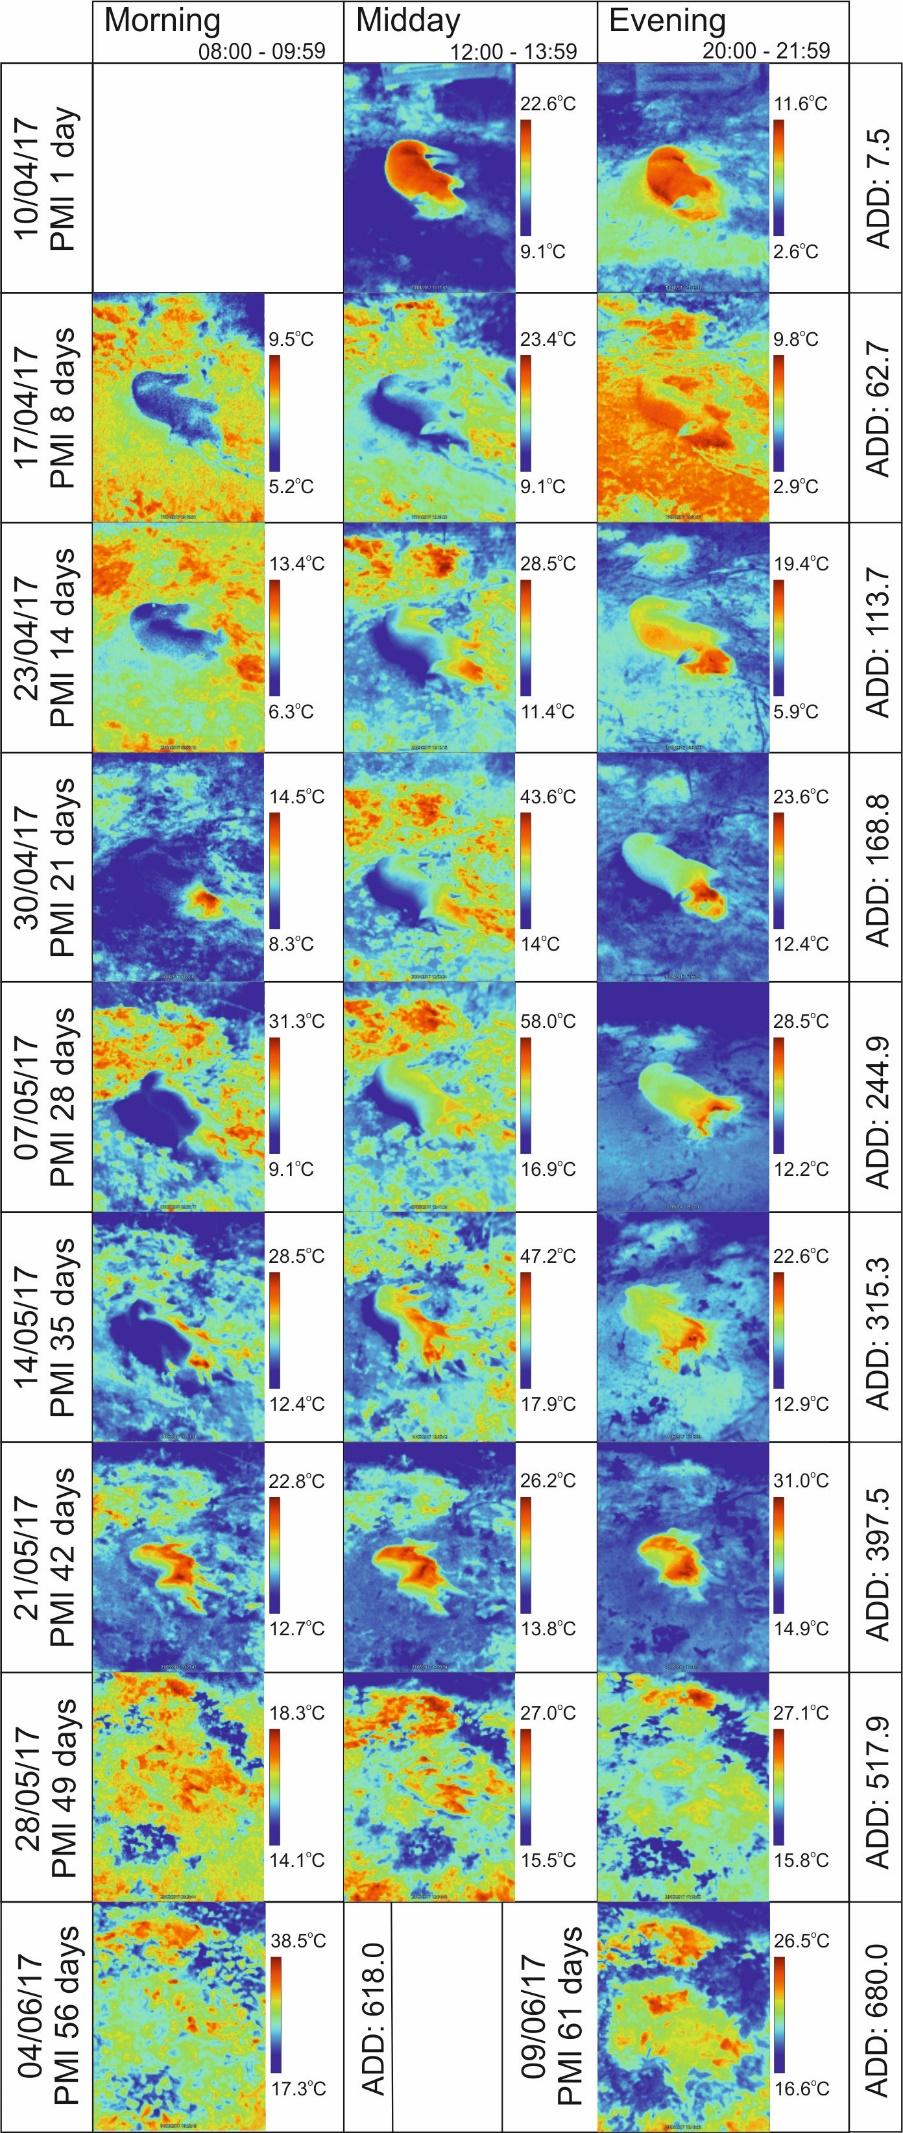 Morning
08:00 - 09:59
Midday
12:00 - 13:59
Evening
20:00 - 21:59
10/04/17
PMI 1 day
22.6°C
9.1°C
11.6°C
2.6°C
ADD: 7.5
17/04/17
PMI 8 days
9.5°C
5.2°C
23.4°C
9.1°C
9.8°C
2.9°C
ADD: 62.7
23/04/17
PMI 14 days
13.4°C
6.3°C
28.5°C
11.4°C
19.4°C
5.9°C
ADD: 113.7
30/04/17
PMI 21 days
14.5°C
8.3°C
43.6°C
14°C
23.6°C
12.4°C
ADD: 168.8
07/05/17
PMI 28 days
31.3°C
9.1°C
58.0°C
16.9°C
28.5°C
12.2°C
ADD: 244.9
14/05/17
PMI 35 days
28.5°C
12.4°C
47.2°C
17.9°C
22.6°C
12.9°C
ADD: 315.3
21/05/17
PMI 42 days
22.8°C
12.7°C
26.2°C
13.8°C
31.0°C
14.9°C
ADD: 397.5
28/05/17
PMI 49 days
18.3°C
14.1°C
27.0°C
15.5°C
27.1°C
15.8°C
ADD: 517.9
04/06/17
PMI 56 days
38.5°C
17.3°C
ADD: 618.0
09/06/17
PMI 61 days
26.5°C
16.6°C
ADD: 680.0